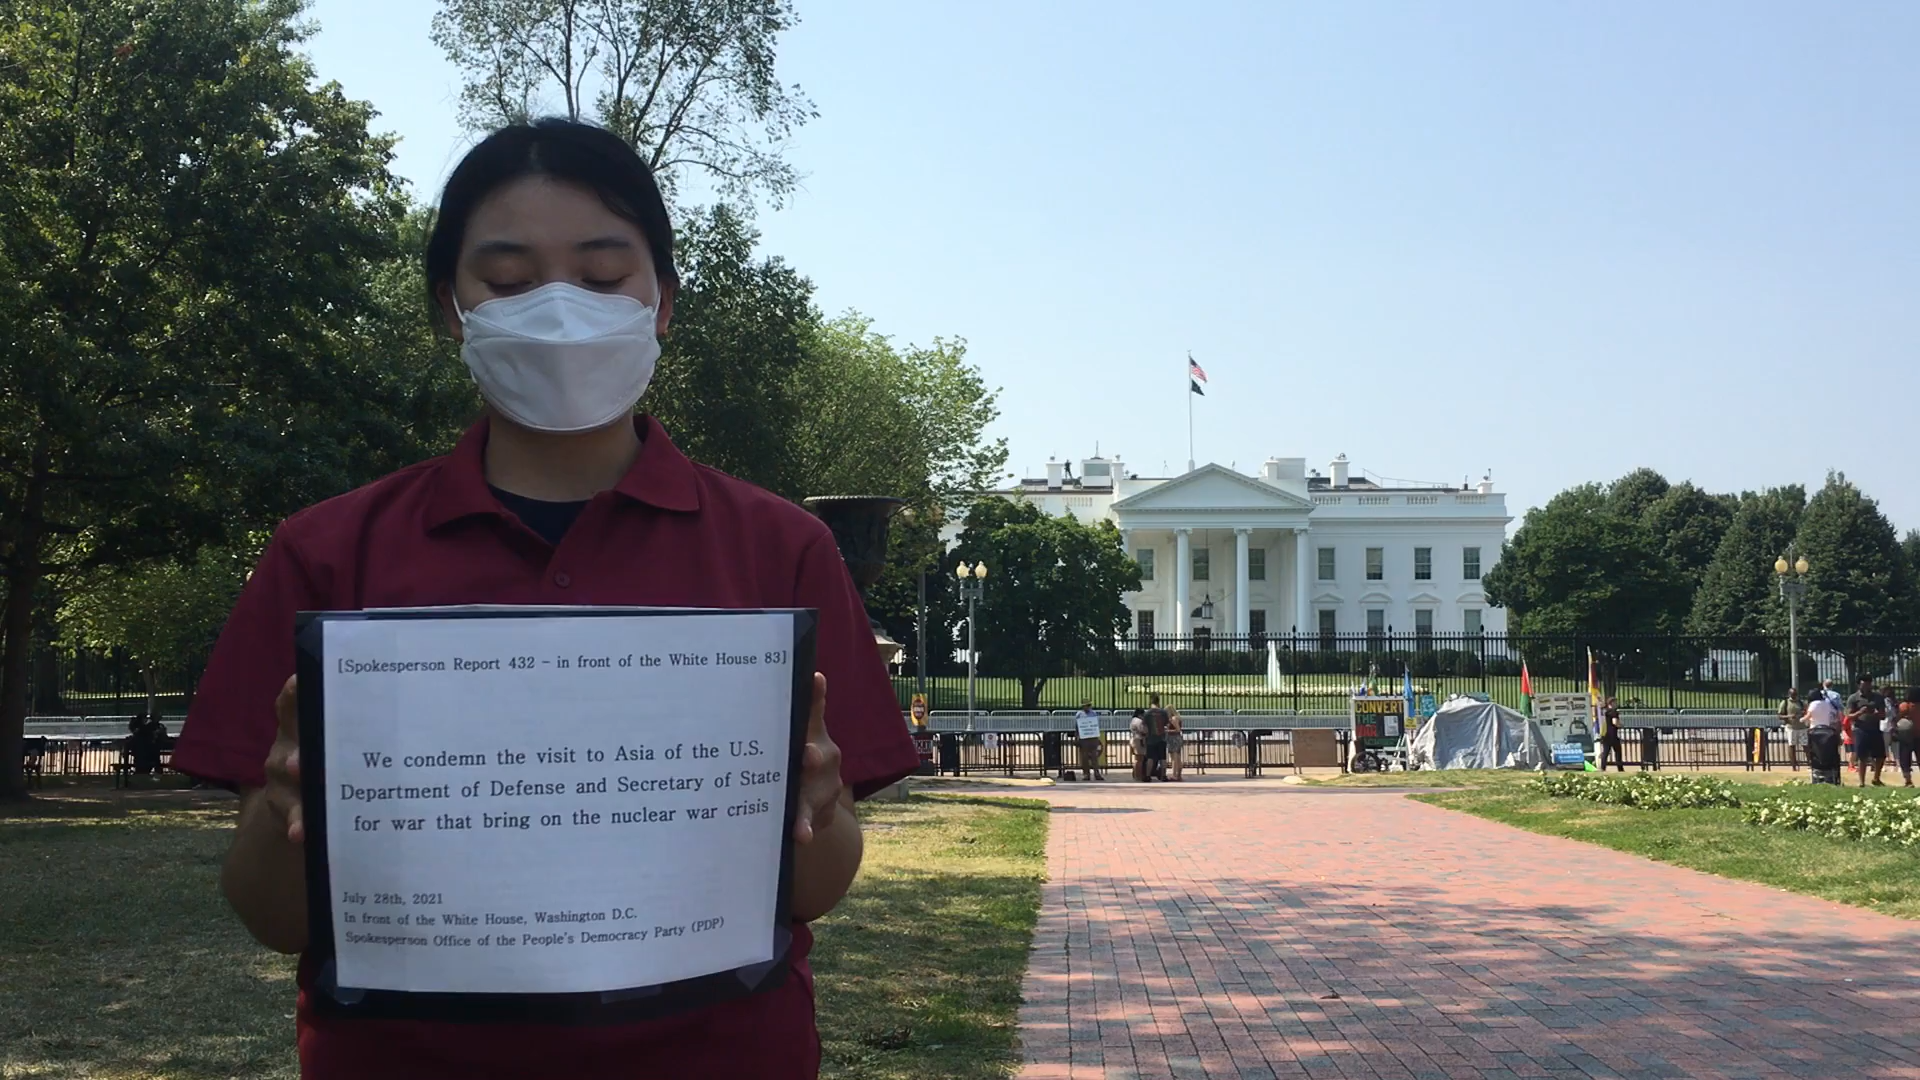 [Spokesperson Report 432 - in front of the White House 83]
We condemn the visit to Asia of the U.S.
Department of Defense and Secretary of State
for war that bring on the nuclear war crisis
July 28th, 2021
In front of the White House, Washington D.C.
Spokesperson Office of the People's Democracy Party (PDP)
CONVERT
THE